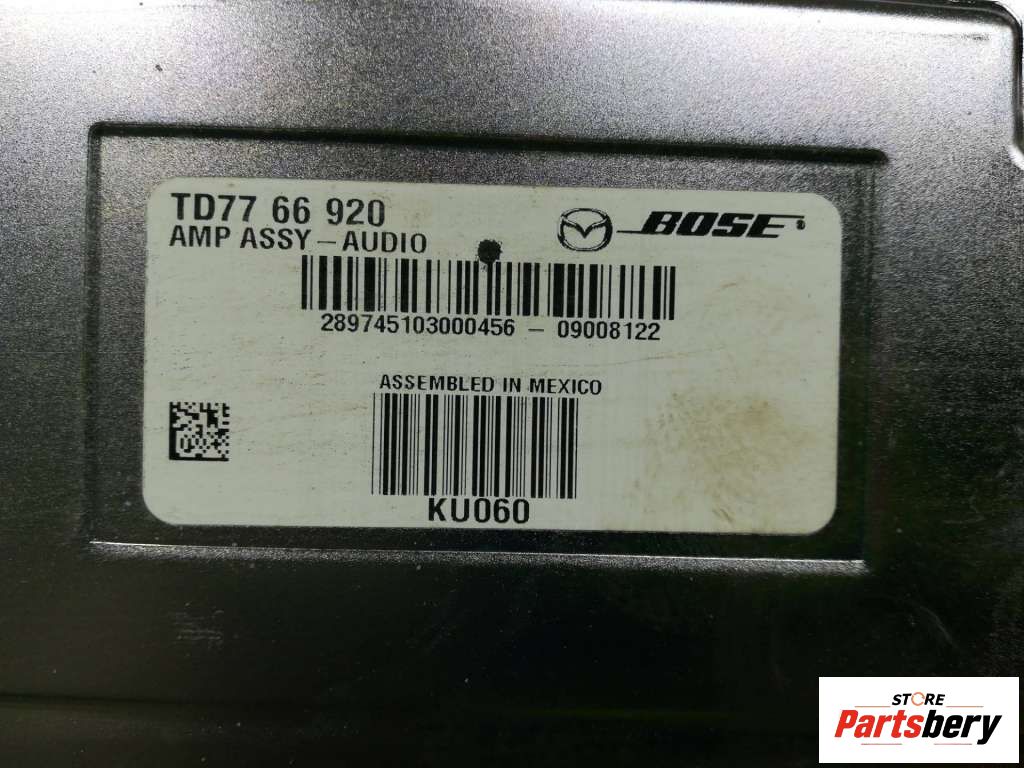 TD77 66 920
AMP ASSY – AUDIO
BOSE®
289745103000456 – 09008122
ASSEMBLED IN MEXICO
KU060
STORE
Partsbery